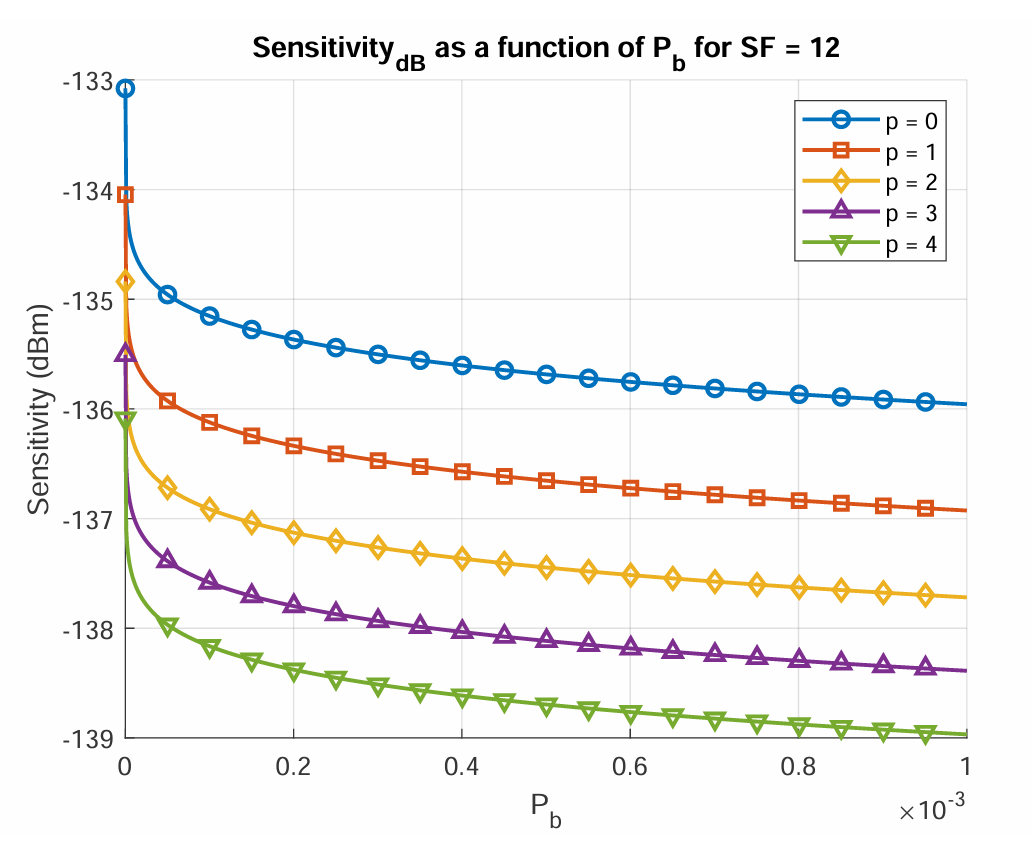 Sensitivity_dB as a function of P_b for SF = 12
-133
-134
-135
-136
-137
-138
-139
Sensitivity (dBm)
p = 0
p = 1
p = 2
p = 3
p = 4
0 0.2 0.4 0.6 0.8 1
×10^-3
P_b